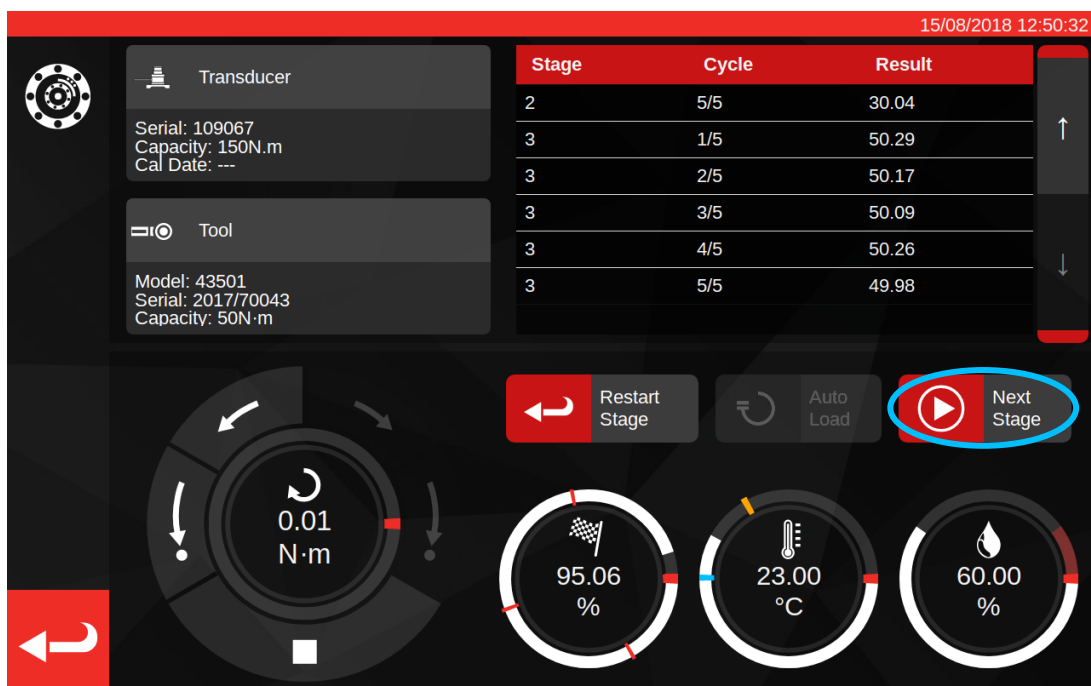 15/08/2018 12:50:32
Transducer
Serial: 109067
Capacity: 150N.m
Cal Date: ---
Tool
Model: 43501
Serial: 2017/70043
Capacity: 50N·m
Stage Cycle Result
2 5/5 30.04
3 1/5 50.29
3 2/5 50.17
3 3/5 50.09
3 4/5 50.26
3 5/5 49.98
Restart
Stage
Auto
Load
Next
Stage
0.01
N·m
95.06
%
23.00
°C
60.00
%